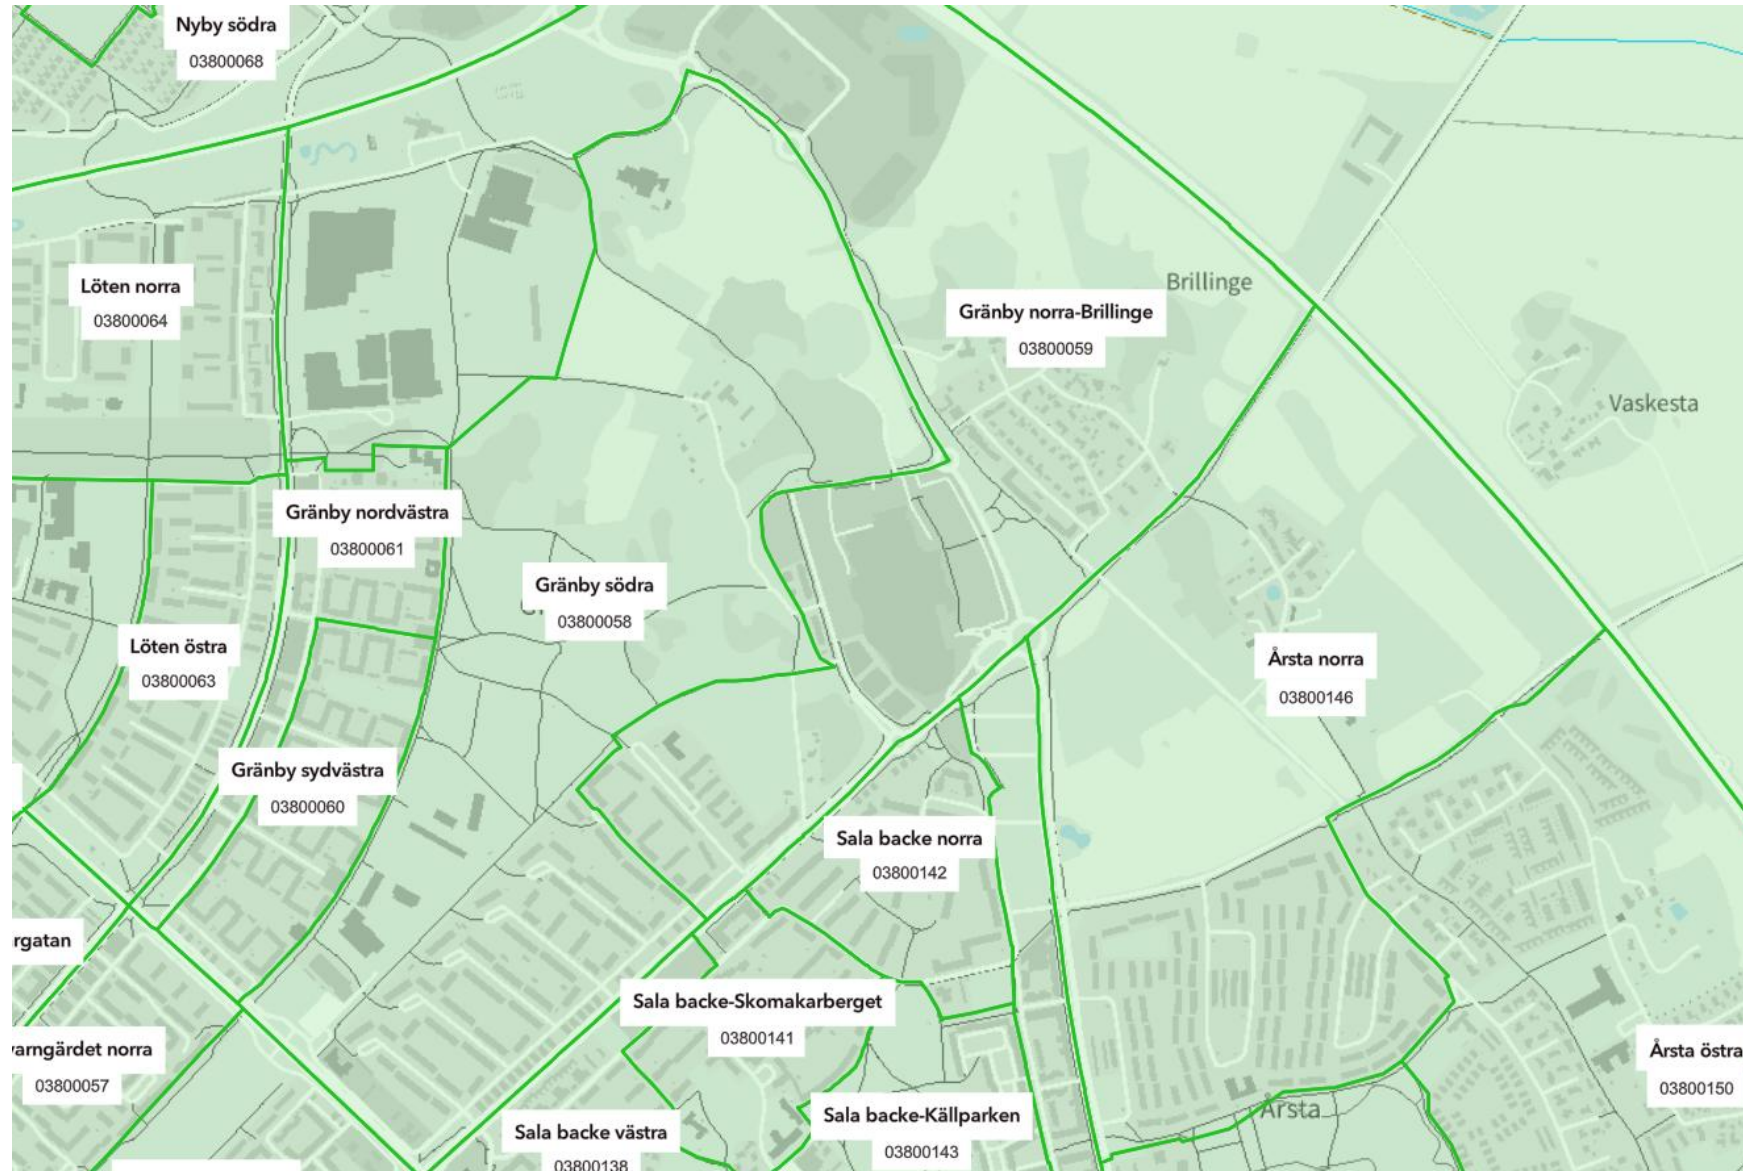 Nyby södra
03800068
Brillinge
Löten norra
03800064
Gränby norra-Brillinge
03800059
Vaskesta
Gränby nordvästra
03800061
Gränby södra
03800058
Löten östra
03800063
Årsta norra
03800146
Gränby sydvästra
03800060
Sala backe norra
03800142
rgatan
Sala backe-Skomakarberget
03800141
varngärdet norra
03800057
Årsta östra
03800150
Årsta
Sala backe-Källparken
03800143
Sala backe västra
03800138